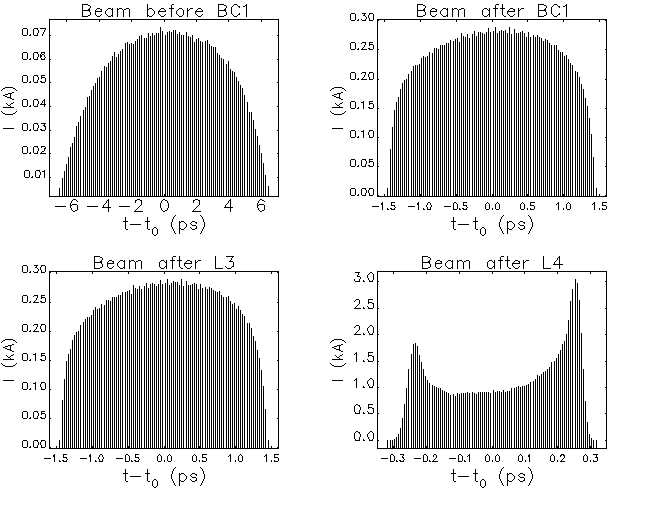 Beam before BC1
0.07
0.06
0.05
0.04
0.03
0.02
0.01
I (kA)
−6 −4 −2 0 2 4 6
t−t0 (ps)
Beam after BC1
0.30
0.25
0.20
0.15
0.10
0.05
0.00
I (kA)
−1.5 −1.0 −0.5 0.0 0.5 1.0 1.5
t−t0 (ps)
Beam after L3
0.30
0.25
0.20
0.15
0.10
0.05
0.00
I (kA)
−1.5 −1.0 −0.5 0.0 0.5 1.0 1.5
t−t0 (ps)
Beam after L4
3.0
2.5
2.0
1.5
1.0
0.5
0.0
I (kA)
−0.3 −0.2 −0.1 0.0 0.1 0.2 0.3
t−t0 (ps)